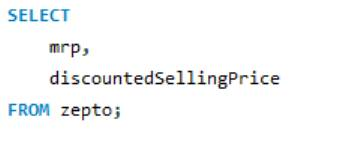 SELECT
    mrp,
    discountedSellingPrice
FROM zepto;